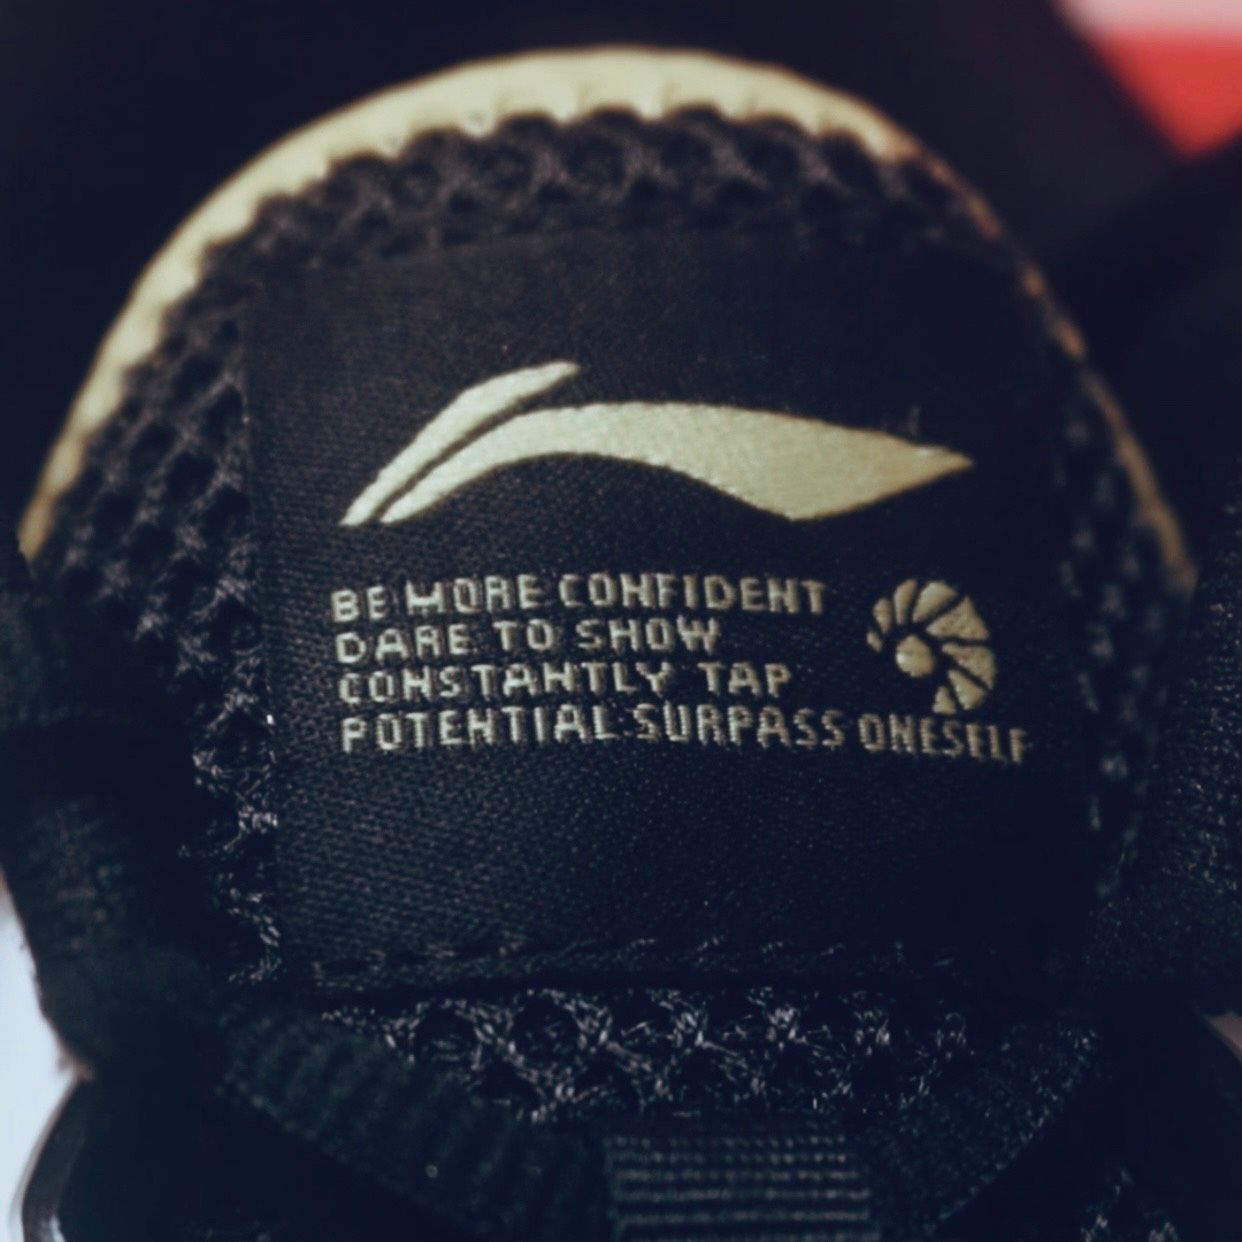 BE MORE CONFIDENT
DARE TO SHOW
CONSTANTLY TAP
POTENTIAL SURPASS ONESELF